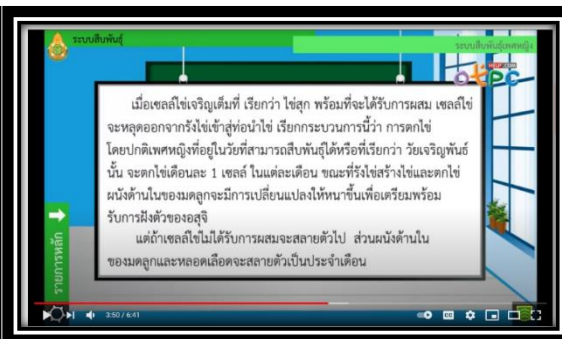 ระบบสืบพันธุ์
ระบบสืบพันธุ์เพศหญิง
HELP.COM
otpc
เมื่อเซลล์ไข่เจริญเต็มที่ เรียกว่า ไข่สุก พร้อมที่จะได้รับการผสม เซลล์ไข่
จะหลุดออกจากรังไข่เข้าสู่ท่อนำไข่ เรียกกระบวนการนี้ว่า การตกไข่
โดยปกติเพศหญิงที่อยู่ในวัยที่สามารถสืบพันธุ์ได้หรือที่เรียกว่า วัยเจริญพันธุ์
นั้น จะตกไข่เดือนละ 1 เซลล์ ในแต่ละเดือน ขณะที่รังไข่สร้างไข่และตกไข่
ผนังด้านในของมดลูกจะมีการเปลี่ยนแปลงให้หนาขึ้นเพื่อเตรียมพร้อม
รับการฝังตัวของอสุจิ
แต่ถ้าเซลล์ไข่ไม่ได้รับการผสมจะสลายตัวไป ส่วนผนังด้านใน
ของมดลูกและหลอดเลือดจะสลายตัวเป็นประจำเดือน
รายการหลัก
3:50 / 6:41